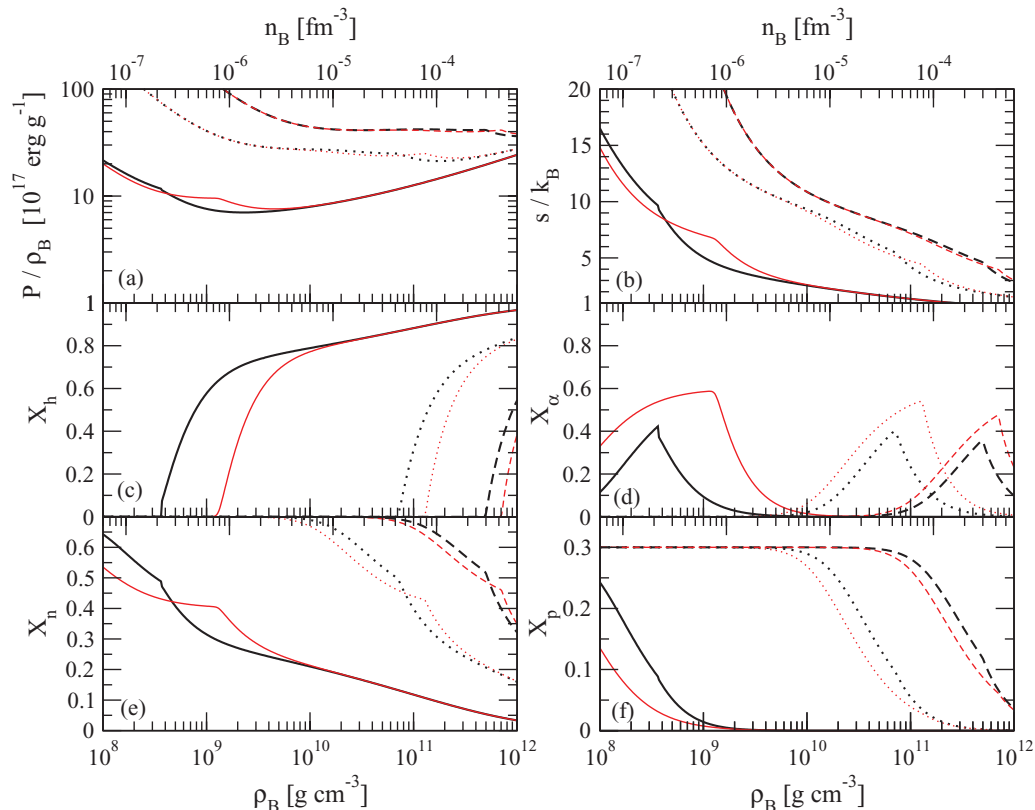 n_B [fm^-3]
n_B [fm^-3]
10^-7 10^-6 10^-5 10^-4
10^-7 10^-6 10^-5 10^-4
P / ρ_B [10^17 erg g^-1]
100
10
1
(a)
s / k_B
20
15
10
5
(b)
X_h
1
0.8
0.6
0.4
0.2
0
(c)
X_α
0.8
0.6
0.4
0.2
0
(d)
X_n
0.6
0.5
0.4
0.3
0.2
0.1
0
(e)
X_p
0.3
0.2
0.1
0
(f)
10^8 10^9 10^10 10^11 10^12
10^8 10^9 10^10 10^11 10^12
ρ_B [g cm^-3]
ρ_B [g cm^-3]